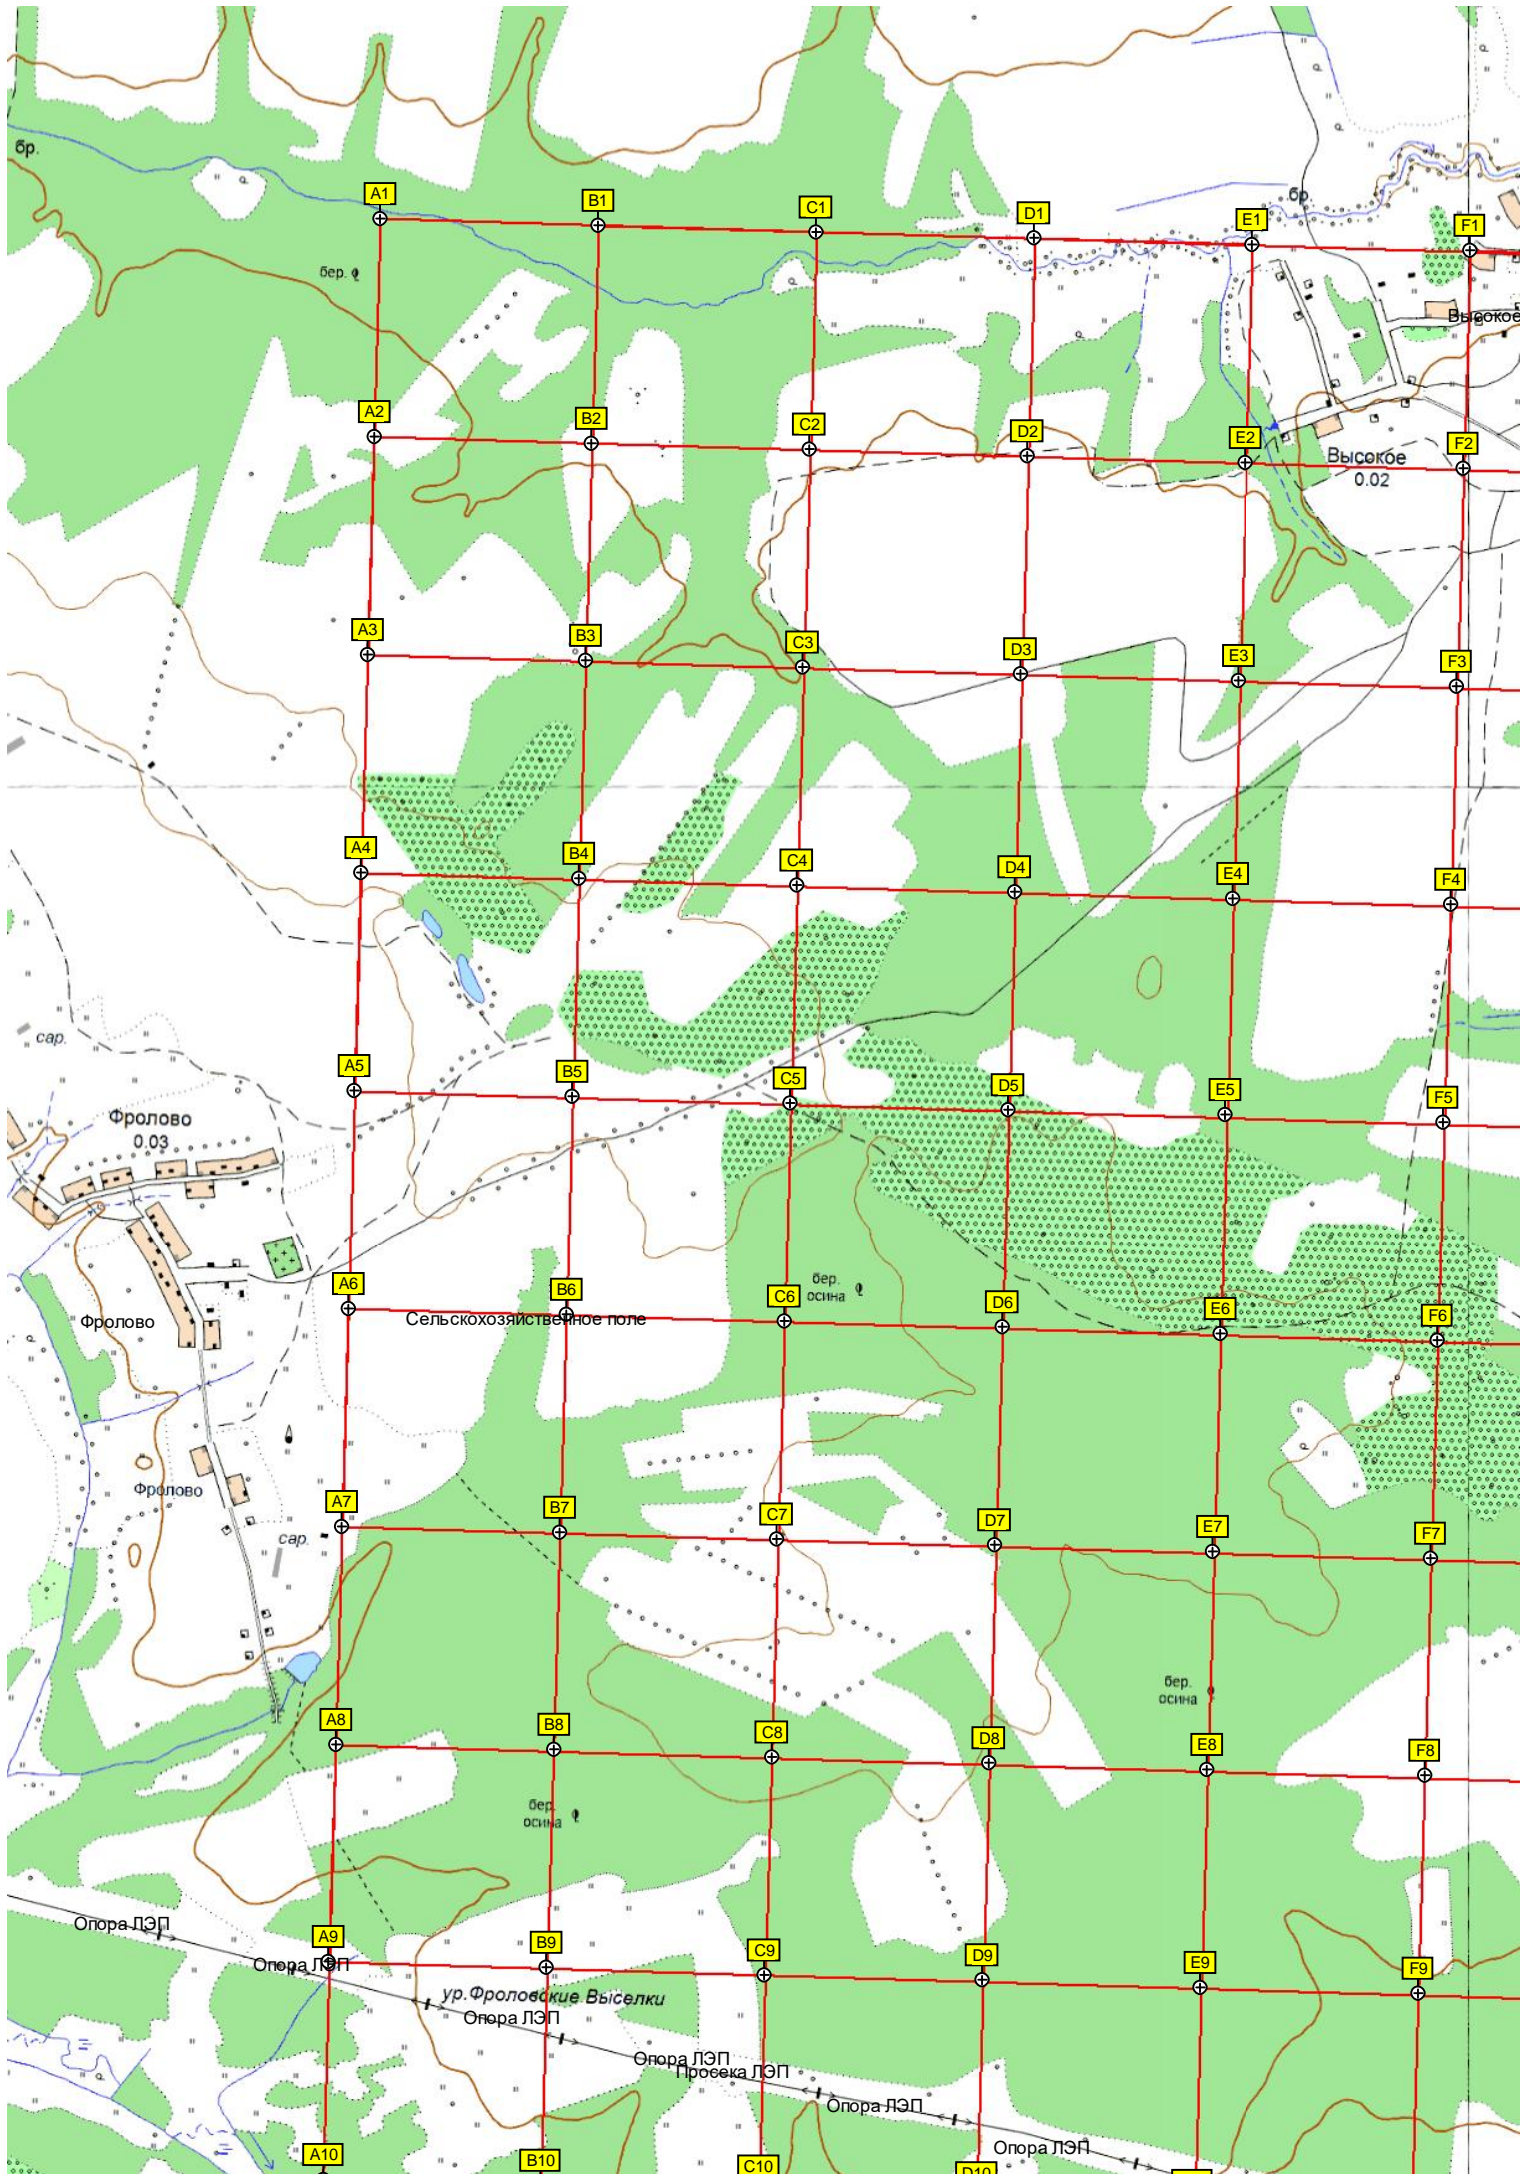 бр.
A1
B1
C1
D1
бр.
E1
F1
бер.
Высокое
A2
B2
C2
D2
E2
F2
Высокое
0.02
A3
B3
C3
D3
E3
F3
A4
B4
C4
D4
E4
F4
сар.
A5
B5
C5
D5
E5
F5
Фролово
0.03
A6
B6
C6
D6
E6
F6
бер.
осина
Сельскохозяйственное поле
Фролово
Фролово
A7
B7
C7
D7
E7
F7
сар.
бер.
осина
A8
B8
C8
D8
E8
F8
бер.
осина
Опора ЛЭП
A9
B9
C9
D9
E9
F9
Опора ЛЭП
ур.Фроловские Выселки
Опора ЛЭП
Опора ЛЭП
Просека ЛЭП
Опора ЛЭП
Опора ЛЭП
A10
B10
C10
D10